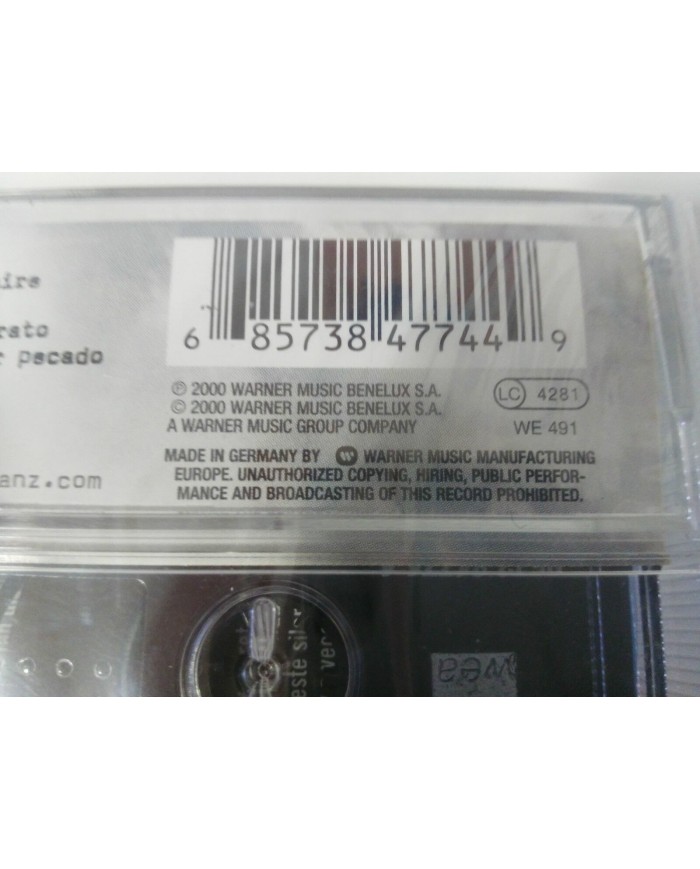 6 85738 47744 9
rato
r pecado
℗ 2000 WARNER MUSIC BENELUX S.A.
© 2000 WARNER MUSIC BENELUX S.A.
A WARNER MUSIC GROUP COMPANY
LC 4281
WE 491
MADE IN GERMANY BY WARNER MUSIC MANUFACTURING
EUROPE. UNAUTHORIZED COPYING, HIRING, PUBLIC PERFOR-
MANCE AND BROADCASTING OF THIS RECORD PROHIBITED.
anz.com
este
wea